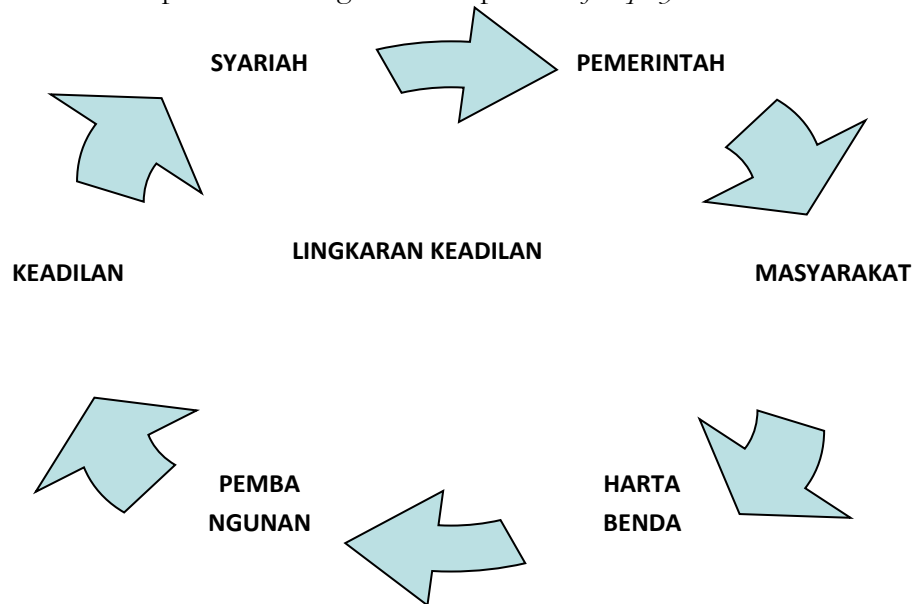 SYARIAH
PEMERINTAH
LINGKARAN KEADILAN
KEADILAN
MASYARAKAT
PEMBA
NGUNAN
HARTA
BENDA